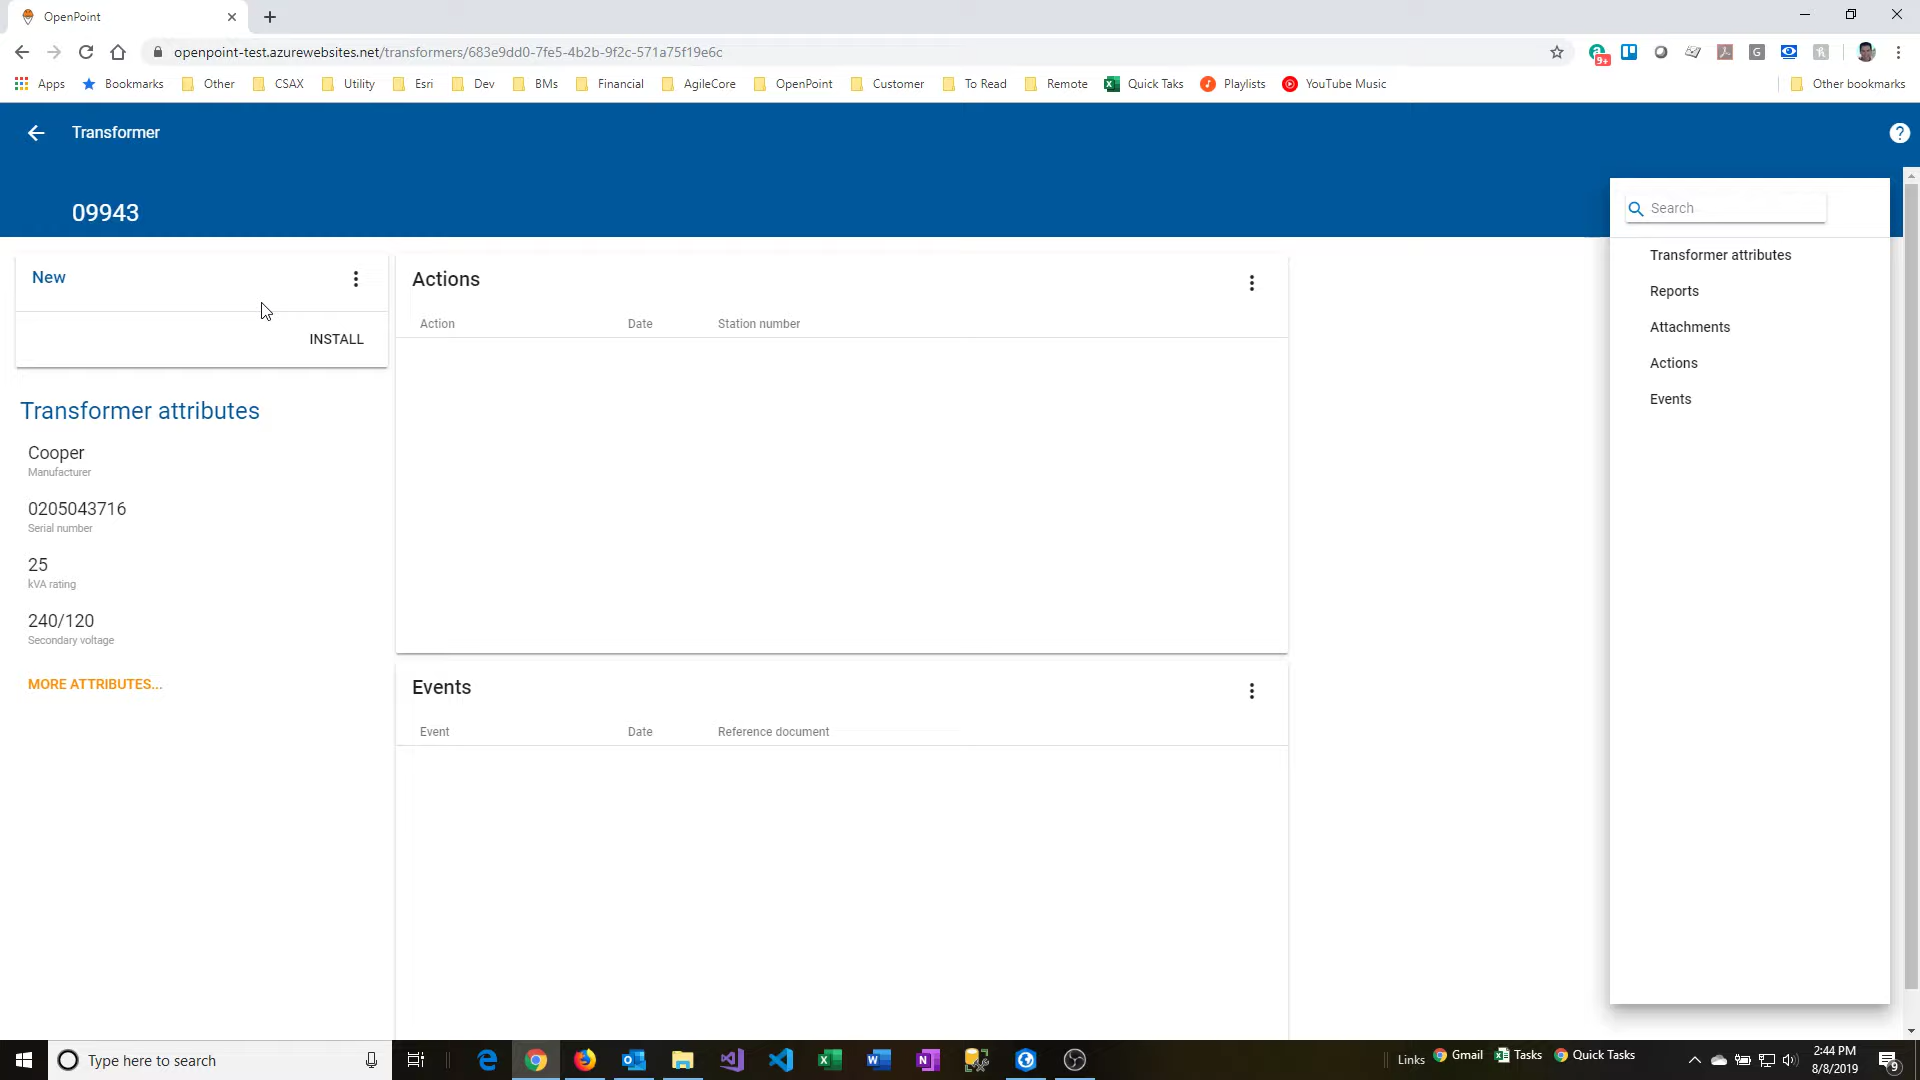 OpenPoint
openpoint-test.azurewebsites.net/transformers/683e9dd0-7fe5-4b2b-9f2c-571a75f19e6c
9+
G
Apps Bookmarks Other CSAX Utility Esri Dev BMs Financial AgileCore OpenPoint Customer To Read Remote Quick Taks Playlists YouTube Music Other bookmarks
Transformer
?
09943
Search
Transformer attributes
Reports
Attachments
Actions
Events
New
INSTALL
Transformer attributes
Cooper
Manufacturer
0205043716
Serial number
25
kVA rating
240/120
Secondary voltage
MORE ATTRIBUTES...
Actions
Action Date Station number
Events
Event Date Reference document
Type here to search
Links Gmail Tasks Quick Tasks
2:44 PM
8/8/2019
9